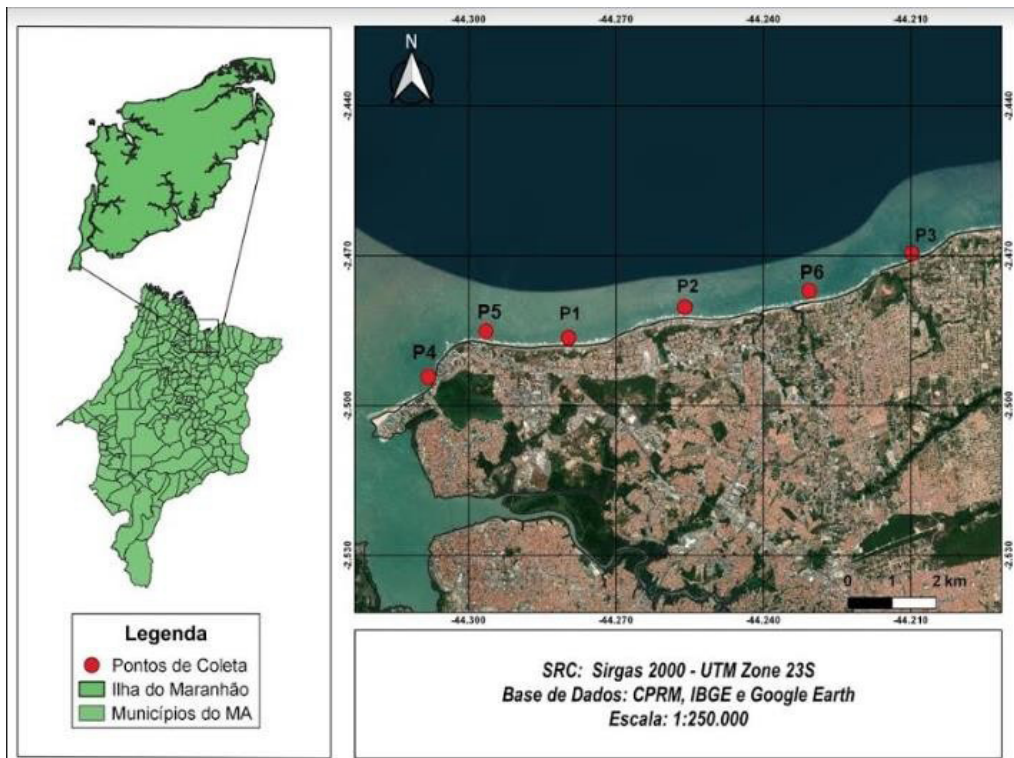 Legenda
Pontos de Coleta
Ilha do Maranhão
Municípios do MA
-44.300 -44.270 -44.240 -44.210
N
-2.440 -2.440
P3
-2.470 -2.470
P6
P2
P5 P1
P4
-2.500 -2.500
-2.530 -2.530
0 1 2 km
-44.300 -44.270 -44.240 -44.210
SRC: Sirgas 2000 - UTM Zone 23S
Base de Dados: CPRM, IBGE e Google Earth
Escala: 1:250.000